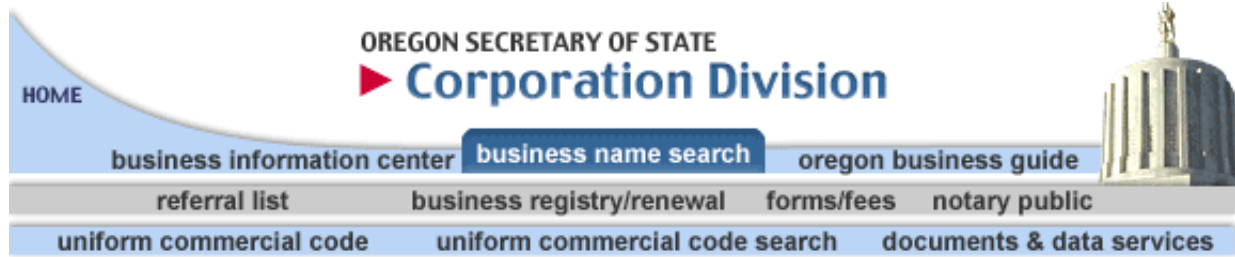 OREGON SECRETARY OF STATE
Corporation Division
HOME
business information center business name search oregon business guide
referral list business registry/renewal forms/fees notary public
uniform commercial code uniform commercial code search documents & data services